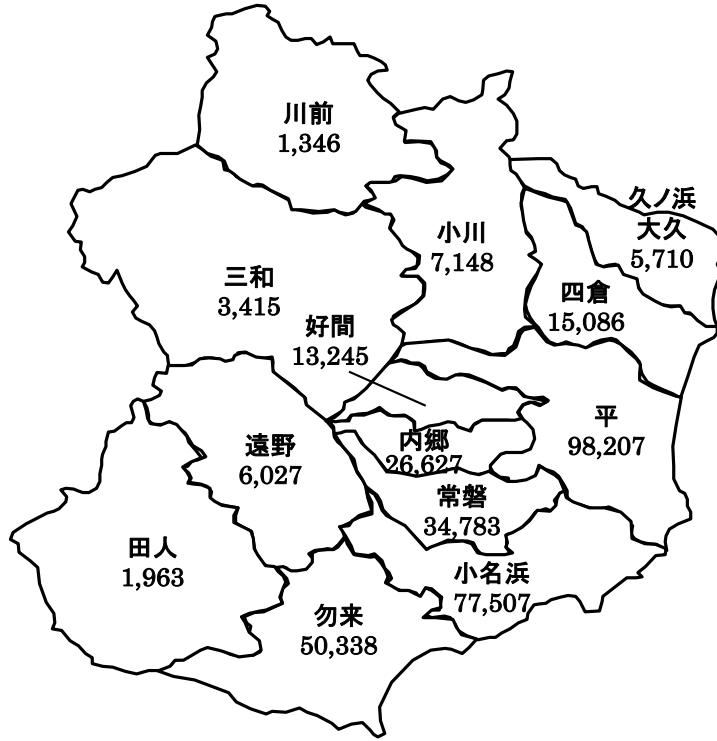 川前
1,346
久ノ浜
大久
5,710
小川
7,148
三和
3,415
四倉
15,086
好間
13,245
平
98,207
内郷
26,627
遠野
6,027
常磐
34,783
田人
1,963
小名浜
77,507
勿来
50,338